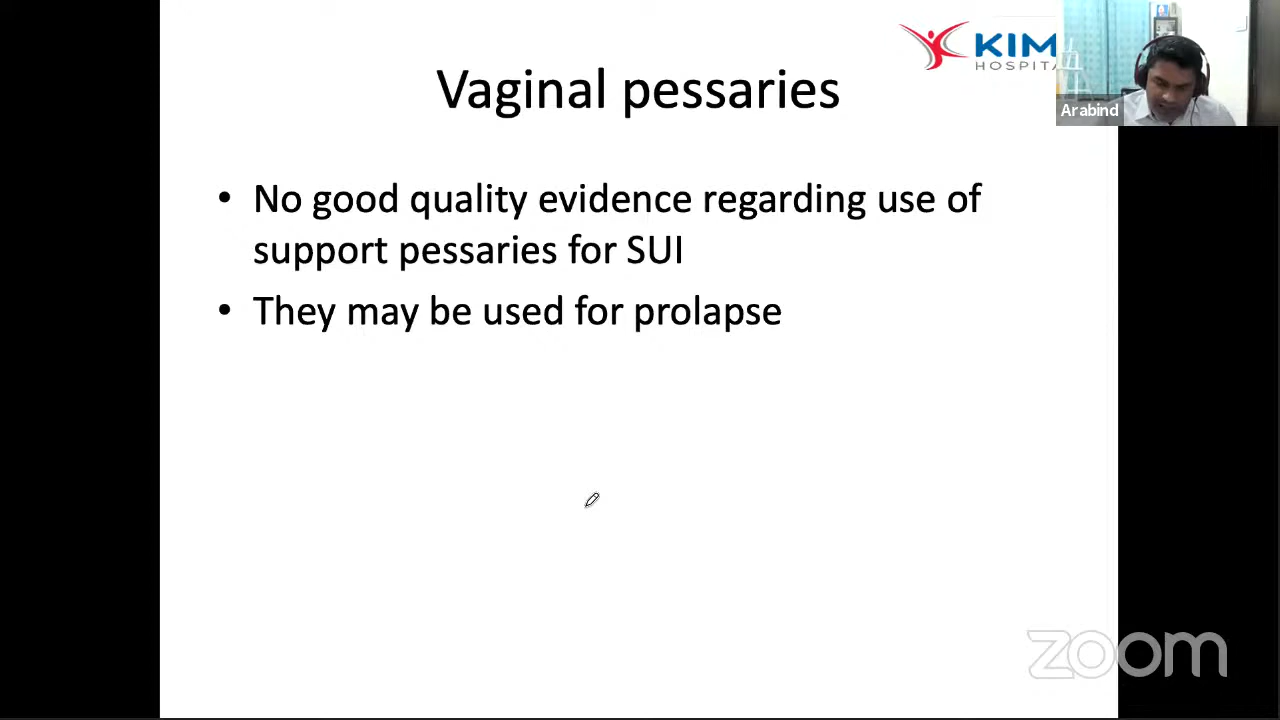 KIM
HOSPITA
Vaginal pessaries
Arabind
• No good quality evidence regarding use of
support pessaries for SUI
• They may be used for prolapse
zoom